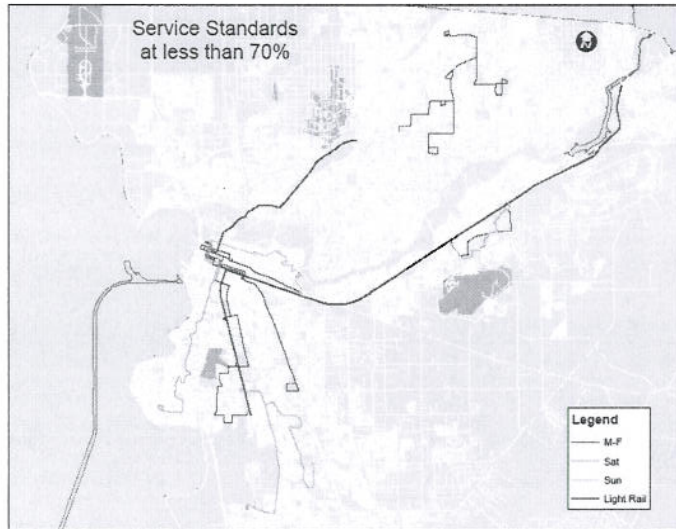 Service Standards
at less than 70%
Legend
M-F
Sat
Sun
Light Rail